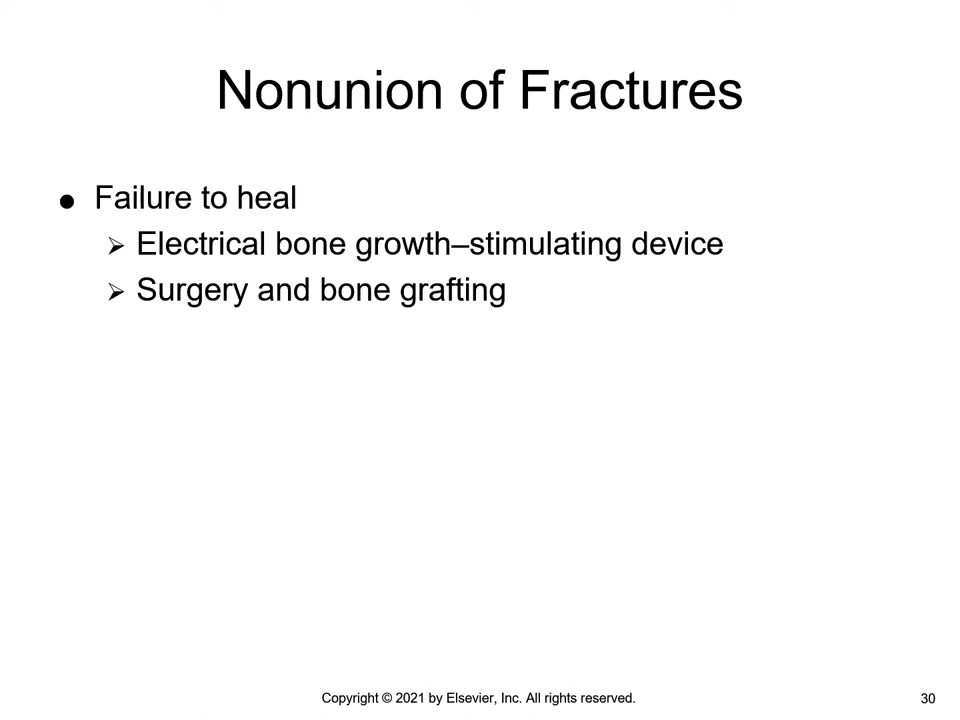 Nonunion of Fractures
● Failure to heal
➢ Electrical bone growth–stimulating device
➢ Surgery and bone grafting
Copyright © 2021 by Elsevier, Inc. All rights reserved.
30